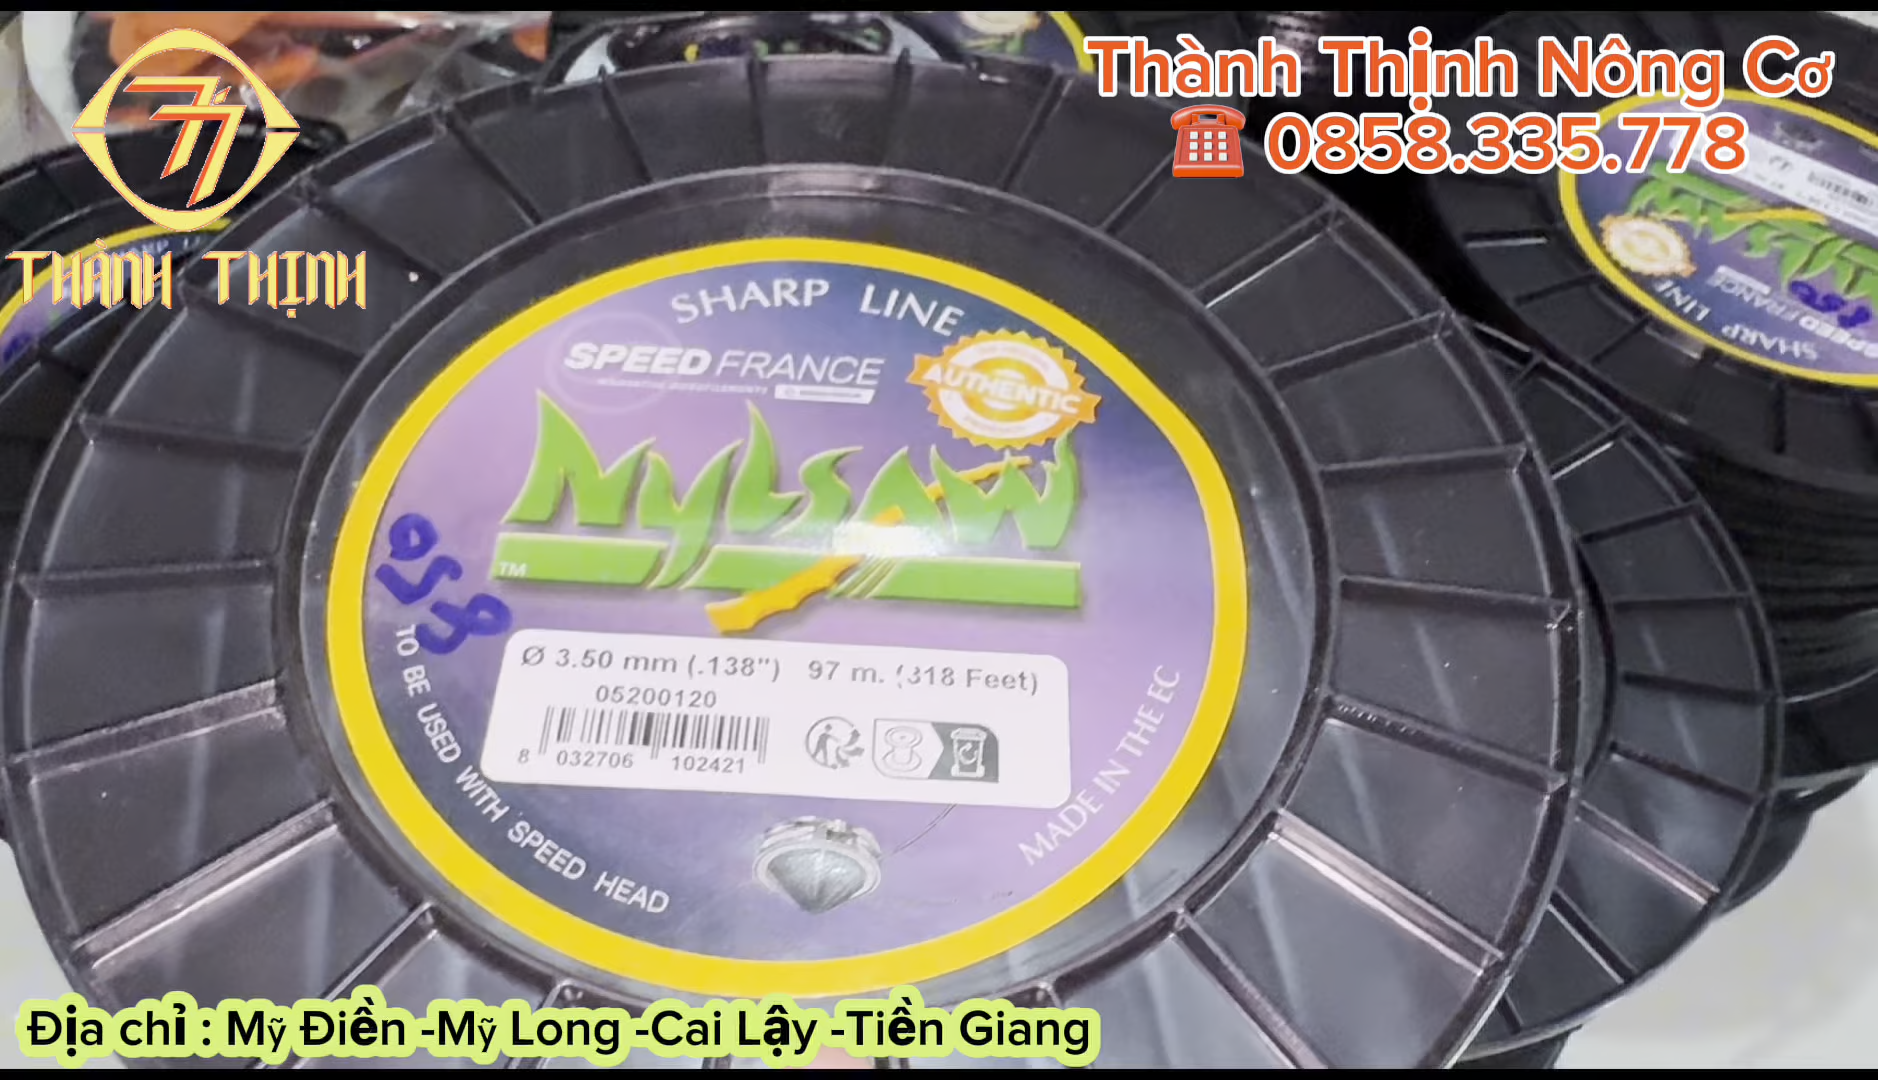 Thành Thịnh Nông Cơ
0858.335.778
THÀNH THỊNH
SHARP LINE
SPEED FRANCE
AUTHENTIC
NYLSAW
TM
058
Ø 3.50 mm (.138") 97 m. (318 Feet)
05200120
8 032706 102421
TO BE USED WITH SPEED HEAD
MADE IN THE EC
SHARP LINE
SPEED FRANCE
Địa chỉ : Mỹ Điền -Mỹ Long -Cai Lậy -Tiền Giang